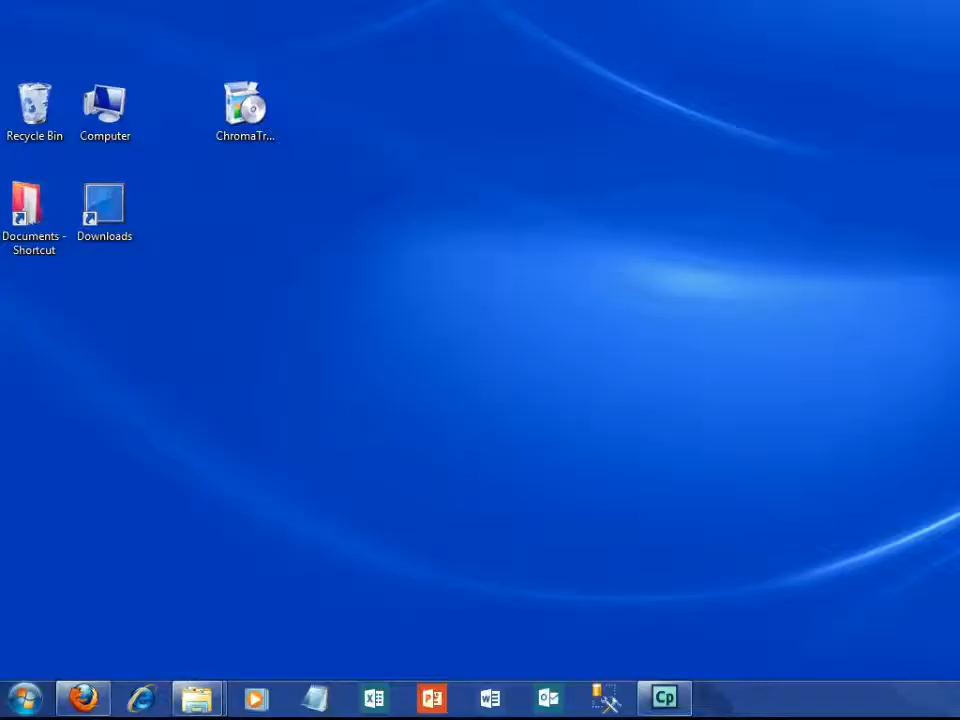 Recycle Bin
Computer
ChromaTr...
Documents -
Shortcut
Downloads
Cp